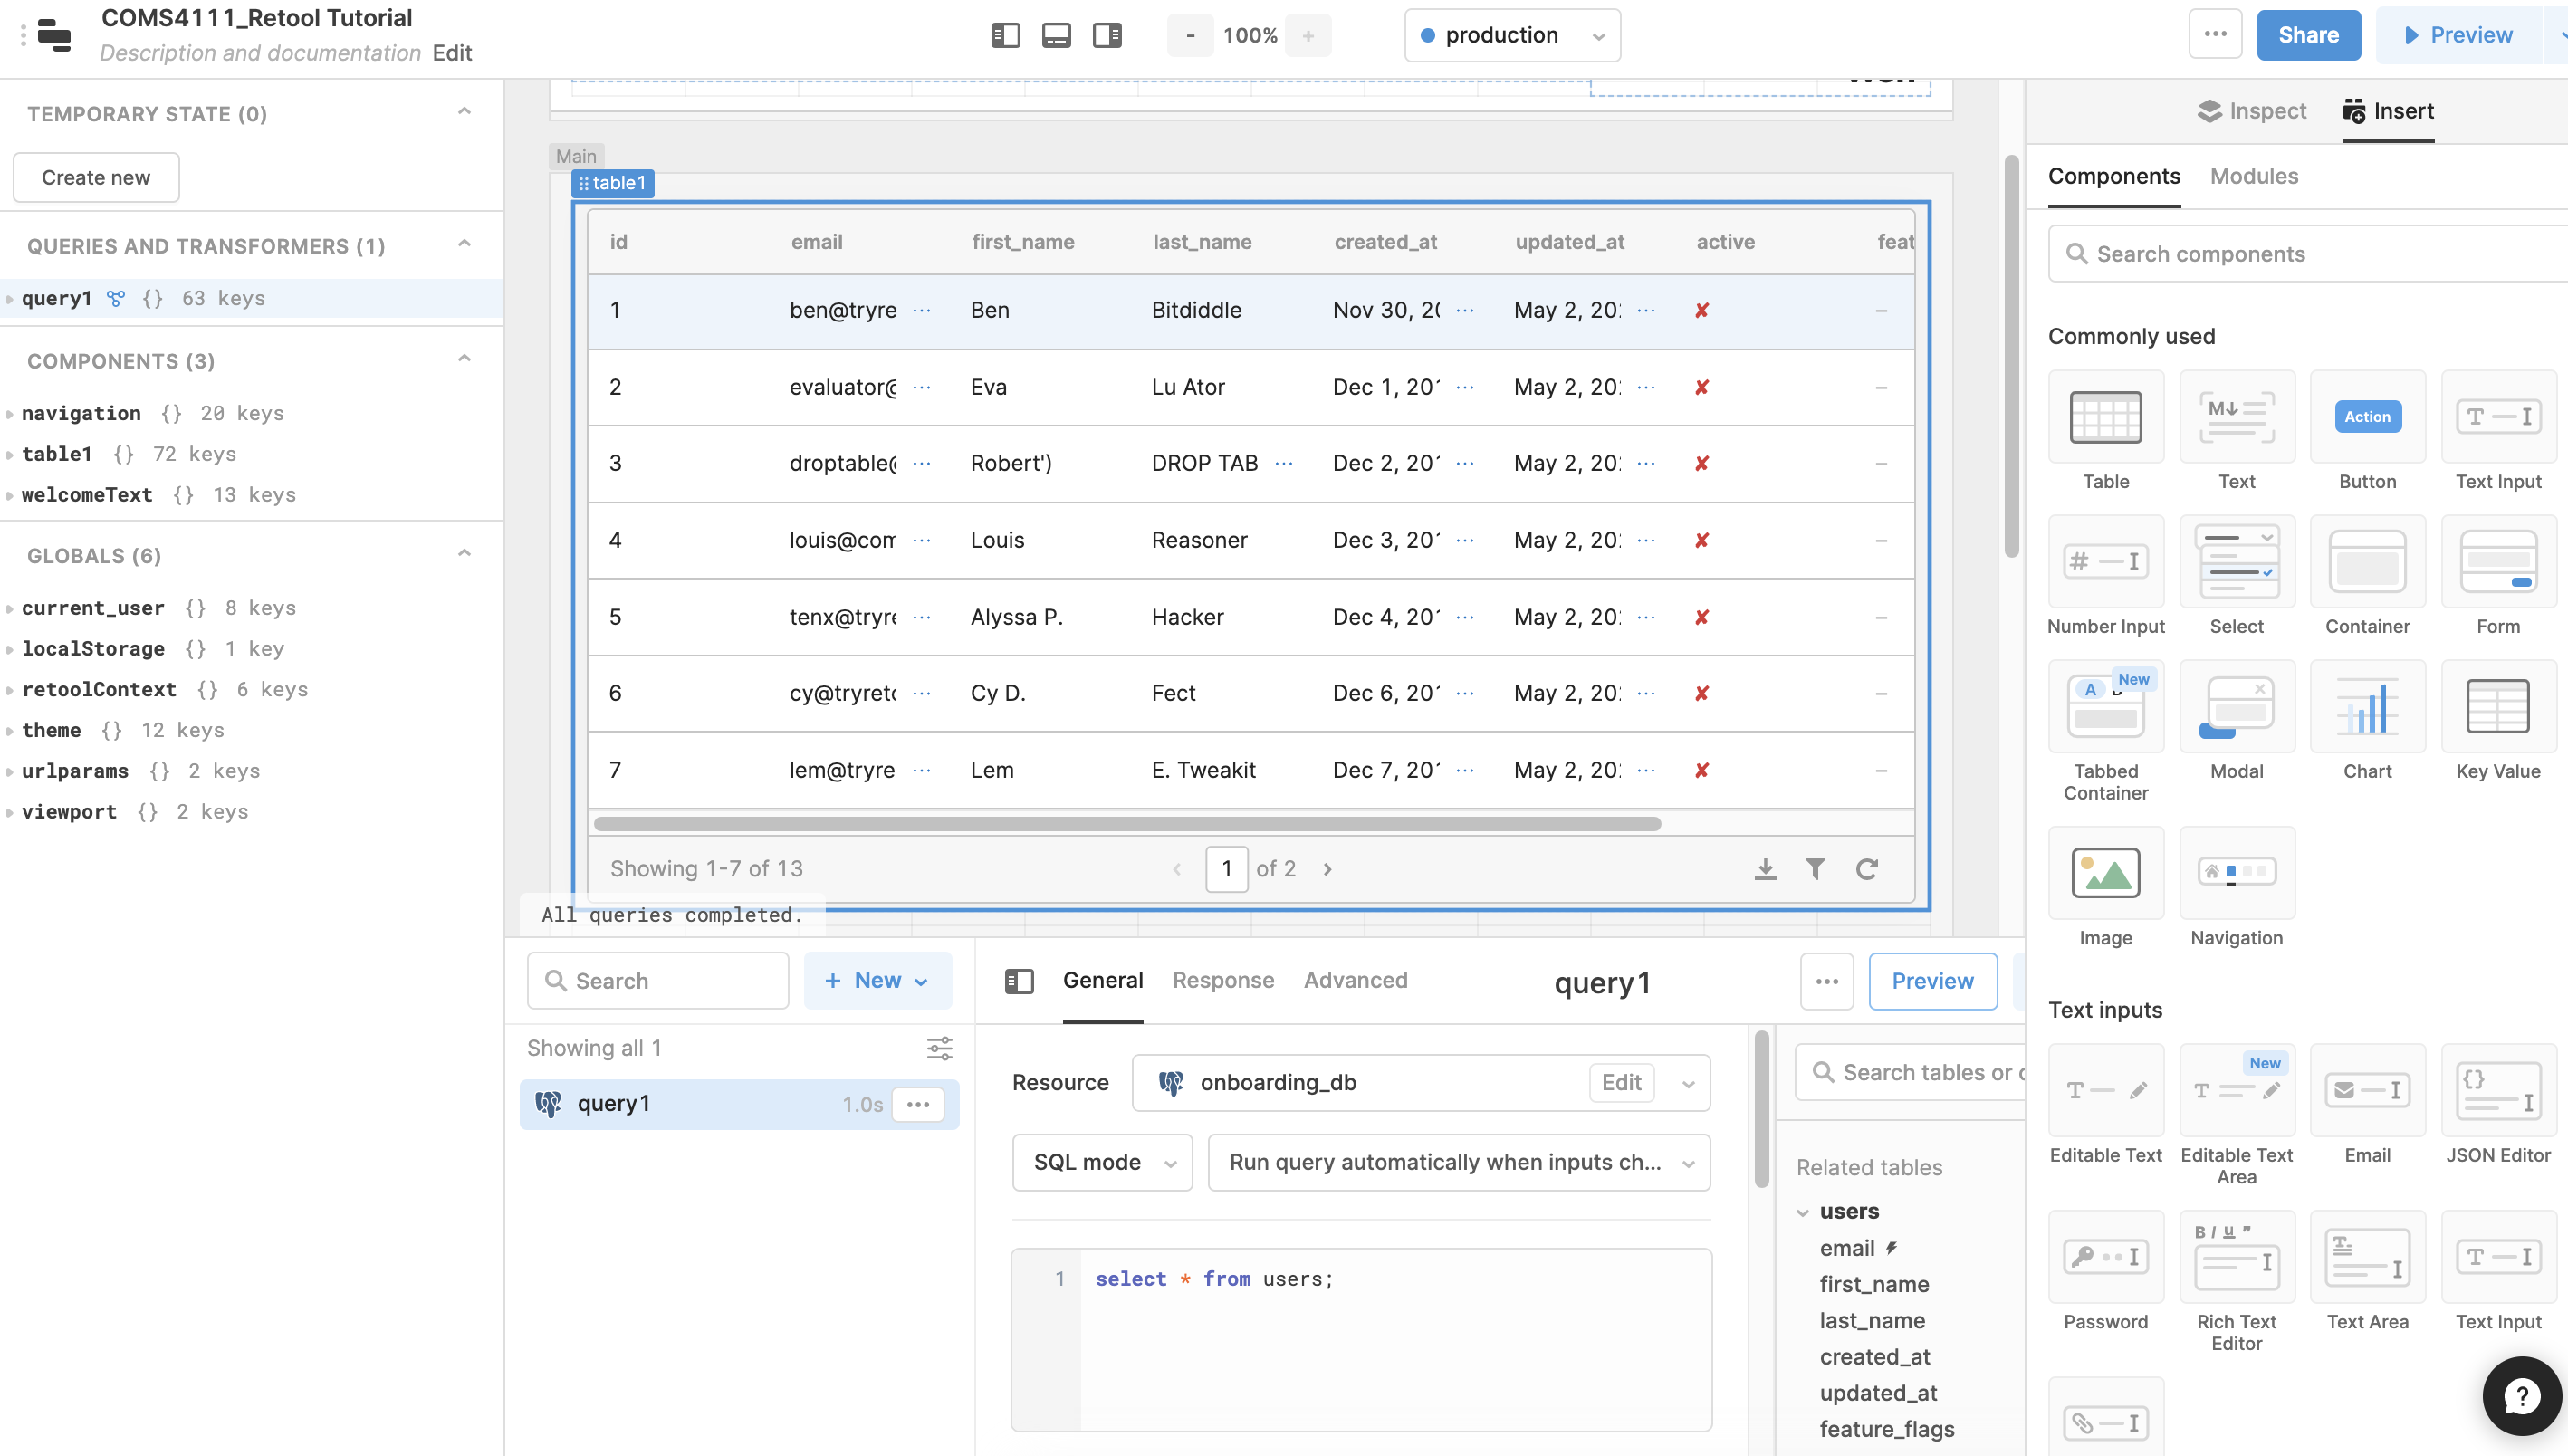 COMS4111_Retool Tutorial
Description and documentation Edit
- 100% +
production
Share
Preview
TEMPORARY STATE (0)
Create new
QUERIES AND TRANSFORMERS (1)
query1 {} 63 keys
COMPONENTS (3)
navigation {} 20 keys
table1 {} 72 keys
welcomeText {} 13 keys
GLOBALS (6)
current_user {} 8 keys
localStorage {} 1 key
retoolContext {} 6 keys
theme {} 12 keys
urlparams {} 2 keys
viewport {} 2 keys
Main
table1
id email first_name last_name created_at updated_at active feat
1 ben@tryre ... Ben Bitdiddle Nov 30, 20 ... May 2, 20 ... ✘ –
2 evaluator@ ... Eva Lu Ator Dec 1, 20 ... May 2, 20 ... ✘ –
3 droptable@ ... Robert') DROP TAB ... Dec 2, 20 ... May 2, 20 ... ✘ –
4 louis@com ... Louis Reasoner Dec 3, 20 ... May 2, 20 ... ✘ –
5 tenx@tryre ... Alyssa P. Hacker Dec 4, 20 ... May 2, 20 ... ✘ –
6 cy@tryreto ... Cy D. Fect Dec 6, 20 ... May 2, 20 ... ✘ –
7 lem@tryre ... Lem E. Tweakit Dec 7, 20 ... May 2, 20 ... ✘ –
Showing 1-7 of 13
1 of 2
All queries completed.
Search
+ New
Showing all 1
query1 1.0s
General Response Advanced
query1
Preview
Resource
onboarding_db
Edit
SQL mode
Run query automatically when inputs ch...
1 select * from users;
Search tables or c
Related tables
users
email
first_name
last_name
created_at
updated_at
feature_flags
Inspect
Insert
Components
Modules
Search components
Commonly used
Table
Text
Action
Button
Text Input
Number Input
Select
Container
Form
New
Tabbed
Container
Modal
Chart
Key Value
Image
Navigation
Text inputs
Editable Text
New
Editable Text
Area
Email
JSON Editor
Password
Rich Text
Editor
Text Area
Text Input